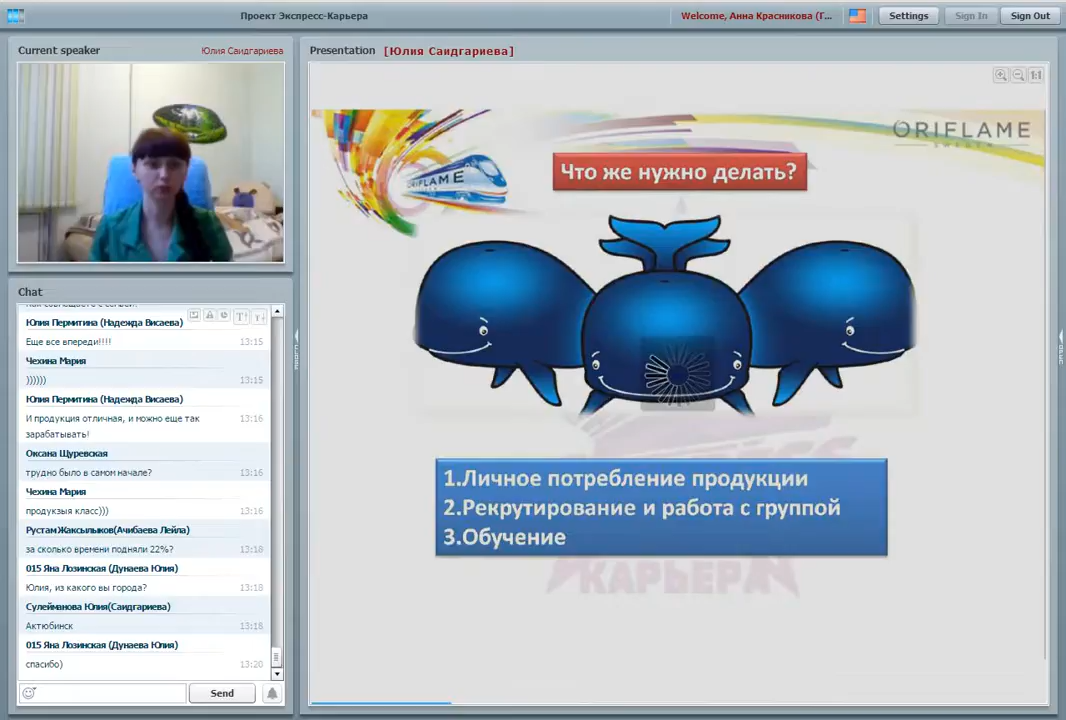 Проект Экспресс-Карьера
Welcome, Анна Красникова (Г...
Settings
Sign In
Sign Out
Current speaker
Юлия Саидгариева
Presentation [Юлия Саидгариева]
1:1
ORIFLAME
SWEDEN
ORIFLAME
Что же нужно делать?
1.Личное потребление продукции
2.Рекрутирование и работа с группой
3.Обучение
КАРЬЕРА
Chat
Юлия Пермитина (Надежда Висаева)
Еще все впереди!!!!
13:15
Чехина Мария
))))))
13:15
Юлия Пермитина (Надежда Висаева)
И продукция отличная, и можно еще так
13:16
зарабатывать!
Оксана Щуревская
трудно было в самом начале?
13:16
Чехина Мария
продукзыя класс)))
13:16
Рустам Жаксылыков(Ачибаева Лейла)
за сколько времени подняли 22%?
13:18
015 Яна Лозинская (Дунаева Юлия)
Юлия, из какого вы города?
13:18
Сулейманова Юлия(Саидгариева)
Актюбинск
13:18
015 Яна Лозинская (Дунаева Юлия)
спасибо)
13:20
Send